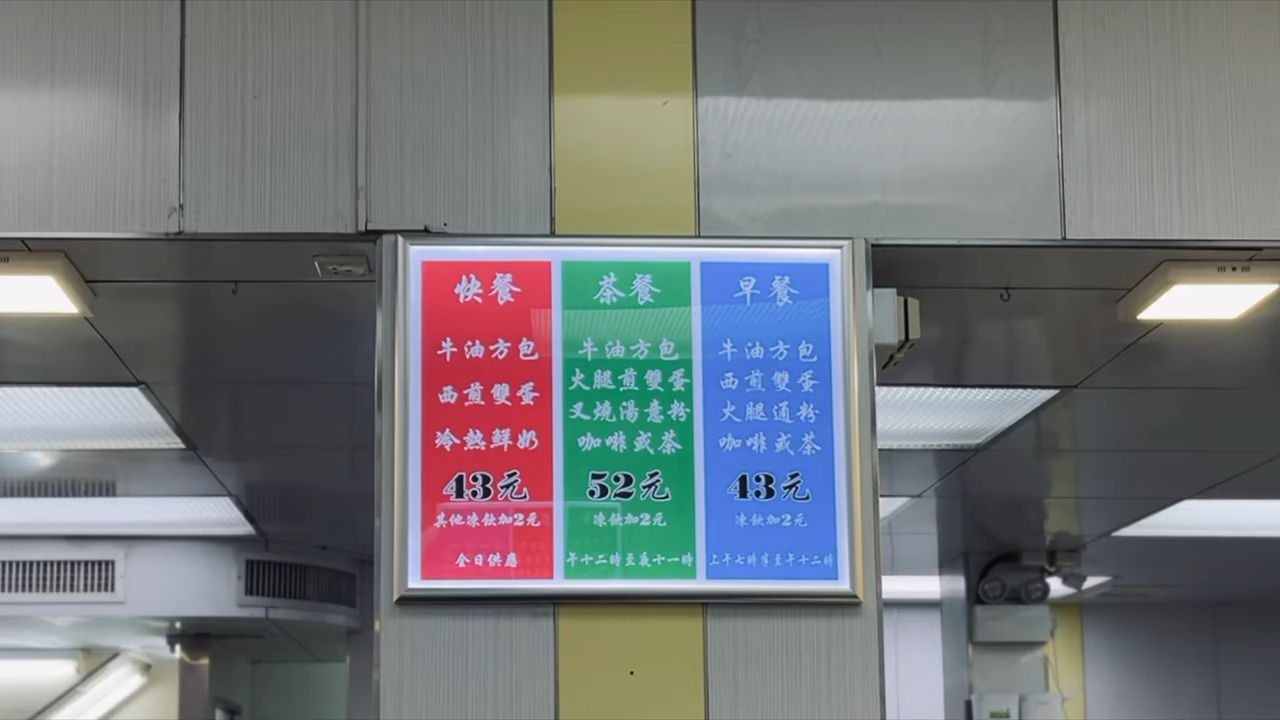 快餐
牛油方包
西煎雙蛋
冷熱鮮奶
43元
其他凍飲加2元
全日供應
茶餐
牛油方包
火腿煎雙蛋
叉燒湯意粉
咖啡或茶
52元
凍飲加2元
午十二時至夜十一時
早餐
牛油方包
西煎雙蛋
火腿通粉
咖啡或茶
43元
凍飲加2元
上午七時半至午十二時